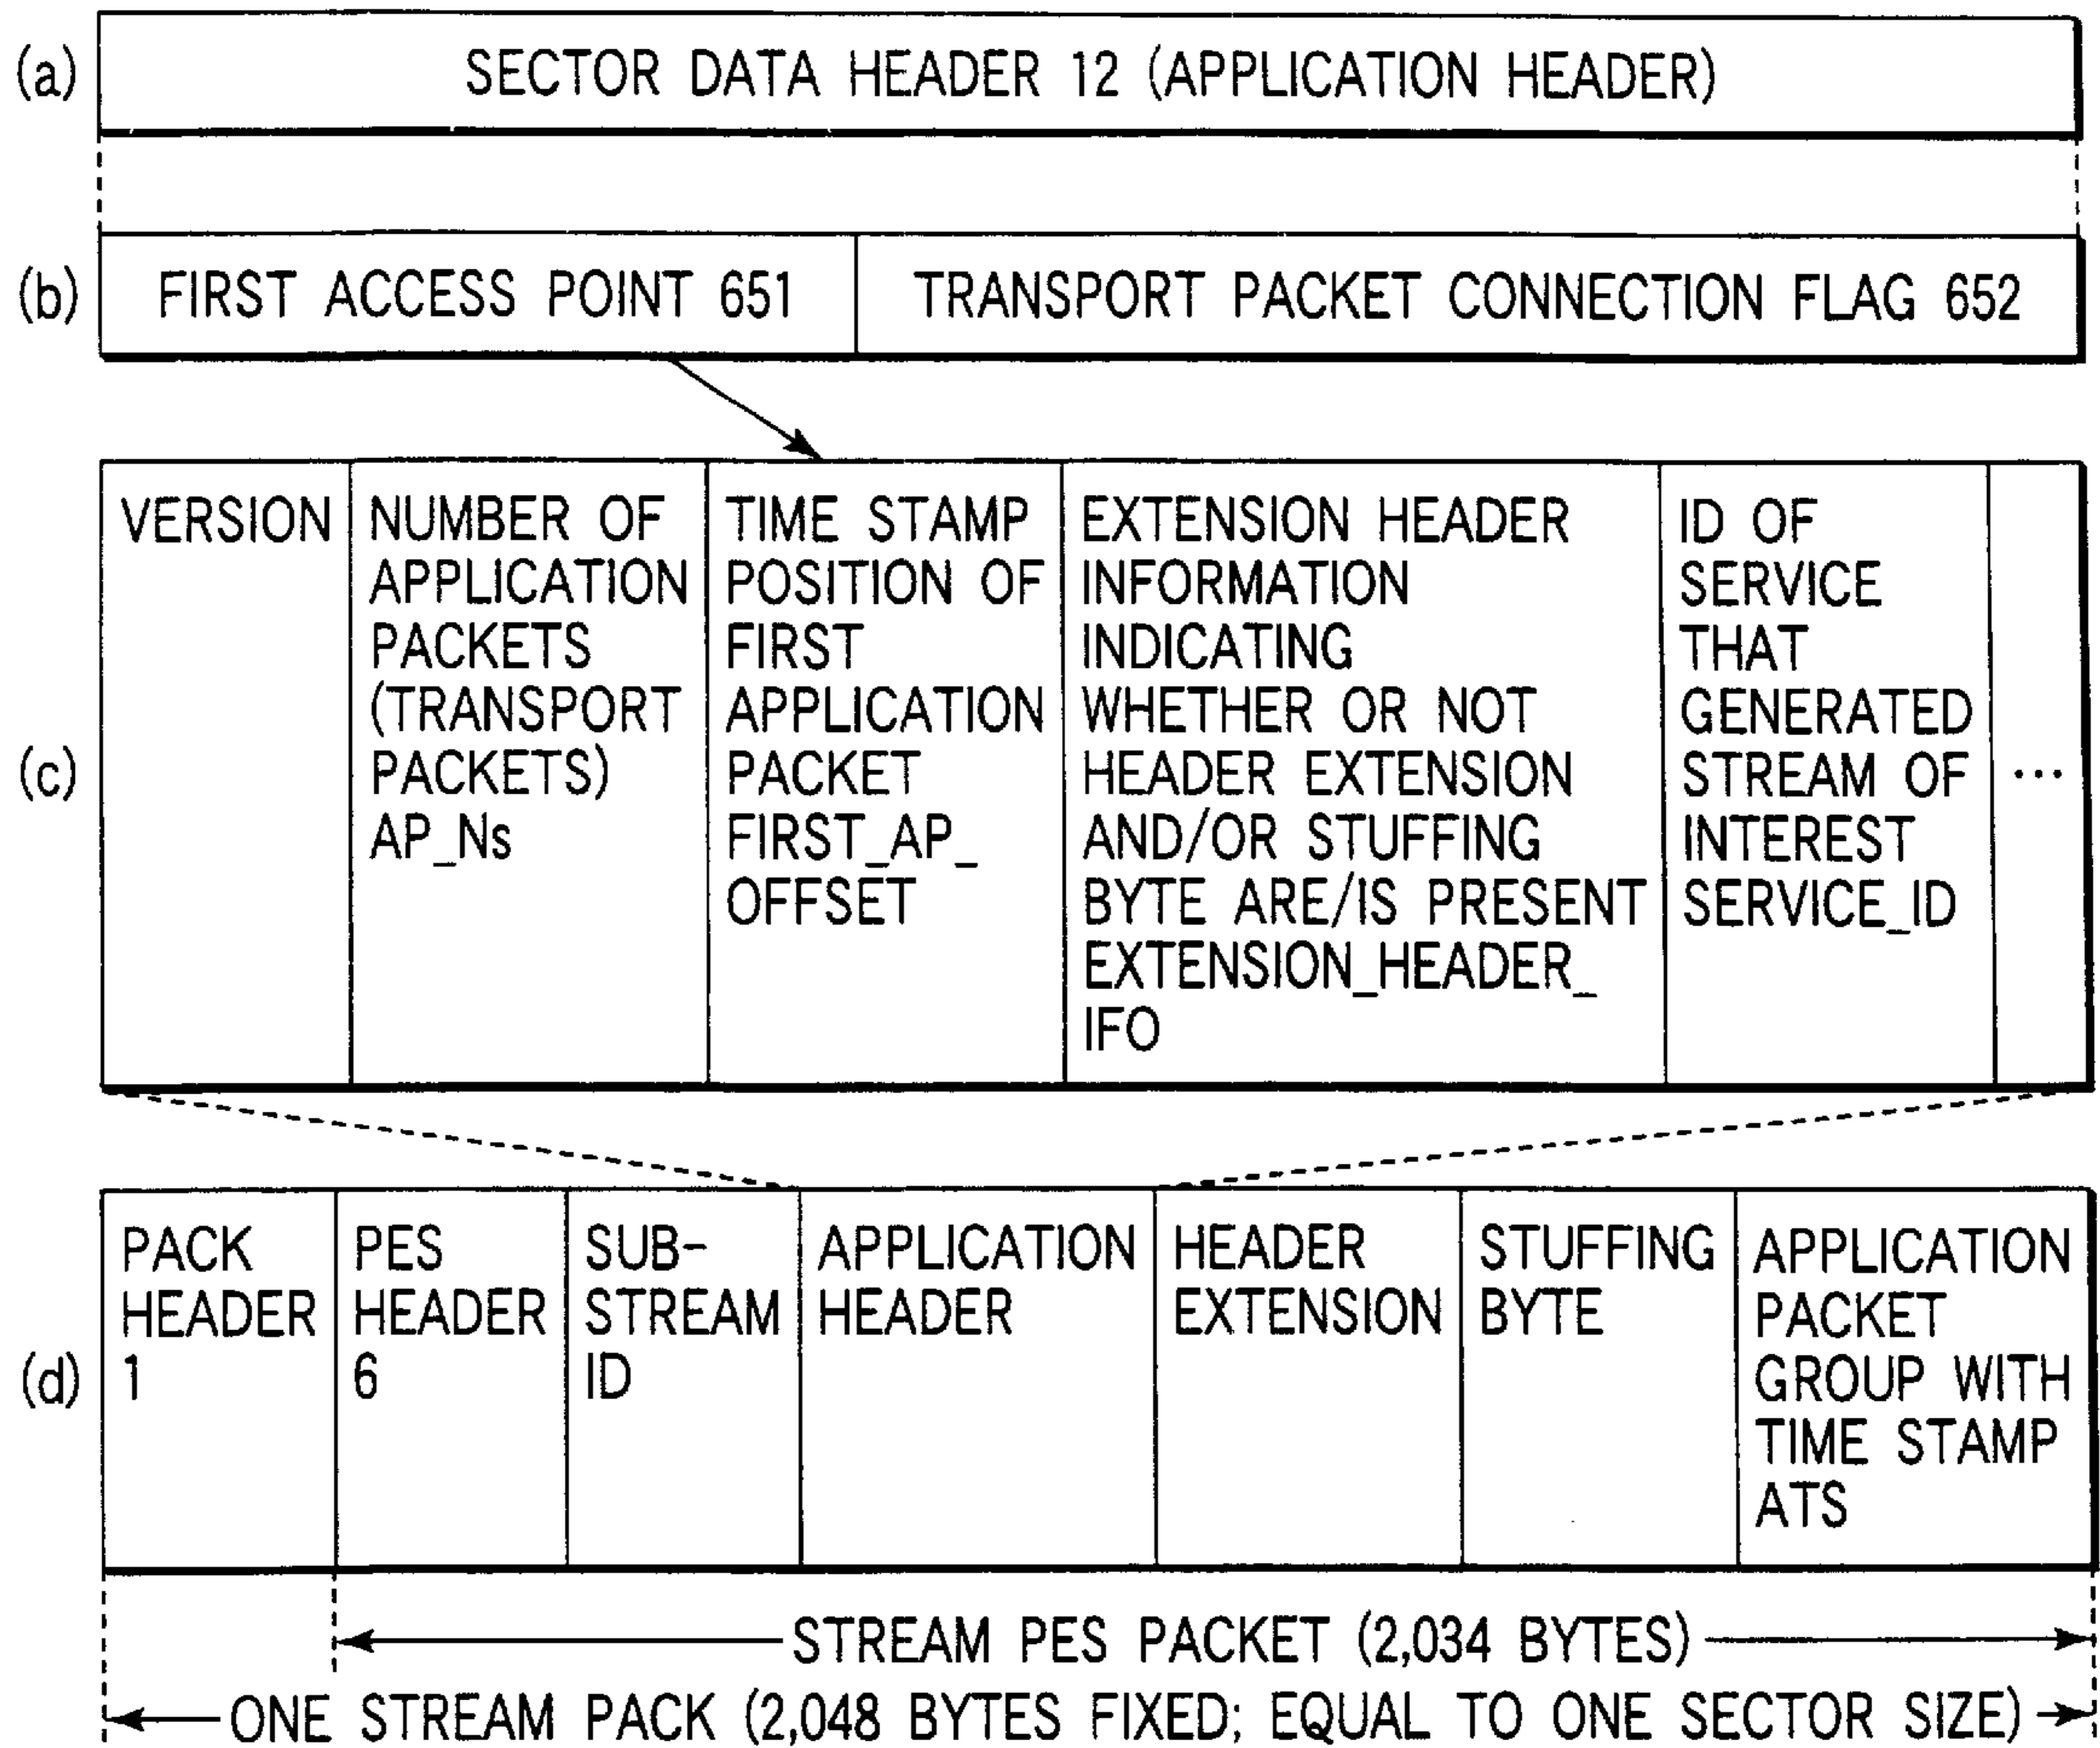 (a)
SECTOR DATA HEADER 12 (APPLICATION HEADER)
(b)
FIRST ACCESS POINT 651
TRANSPORT PACKET CONNECTION FLAG 652
(c)
VERSION
NUMBER OF
APPLICATION
PACKETS
(TRANSPORT
PACKETS)
AP_Ns
TIME STAMP
POSITION OF
FIRST
APPLICATION
PACKET
FIRST_AP_
OFFSET
EXTENSION HEADER
INFORMATION
INDICATING
WHETHER OR NOT
HEADER EXTENSION
AND/OR STUFFING
BYTE ARE/IS PRESENT
EXTENSION_HEADER_
IFO
ID OF
SERVICE
THAT
GENERATED
STREAM OF
INTEREST
SERVICE_ID
...
(d)
PACK
HEADER
1
PES
HEADER
6
SUB-
STREAM
ID
APPLICATION
HEADER
HEADER
EXTENSION
STUFFING
BYTE
APPLICATION
PACKET
GROUP WITH
TIME STAMP
ATS
STREAM PES PACKET (2,034 BYTES)
ONE STREAM PACK (2,048 BYTES FIXED; EQUAL TO ONE SECTOR SIZE)